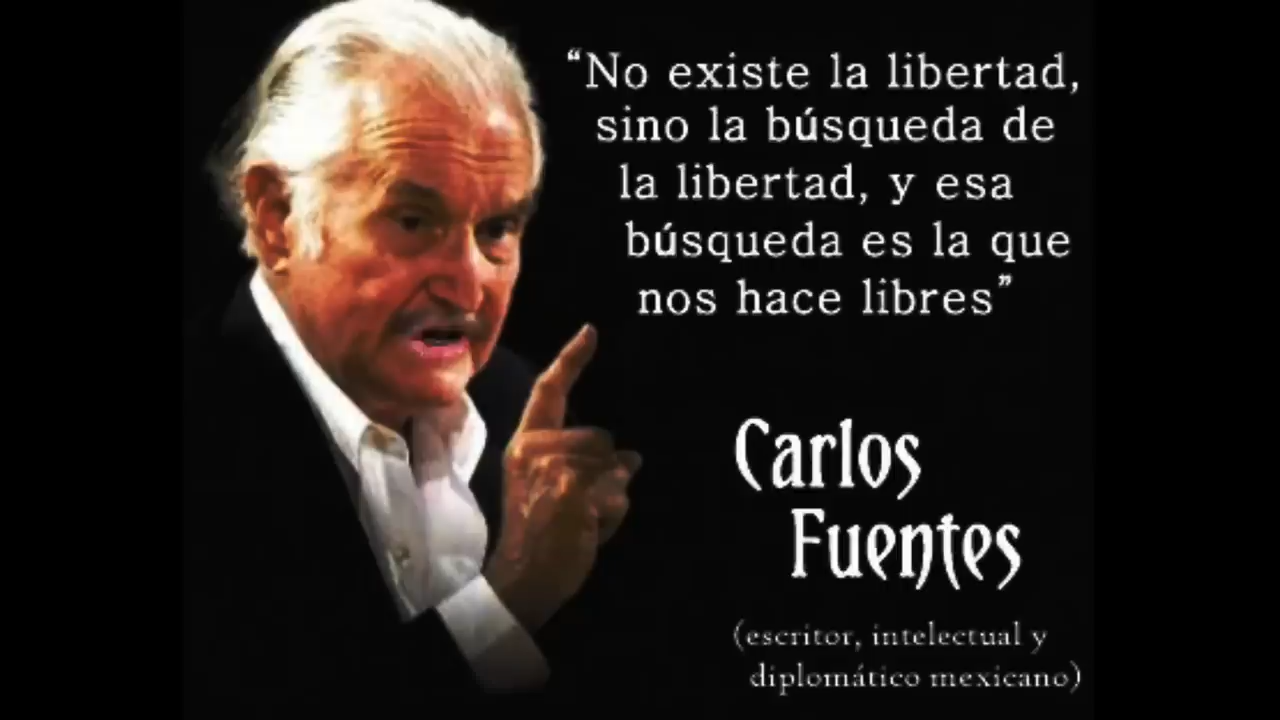 “No existe la libertad,
sino la búsqueda de
la libertad, y esa
búsqueda es la que
nos hace libres”
Carlos
Fuentes
(escritor, intelectual y
diplomático mexicano)